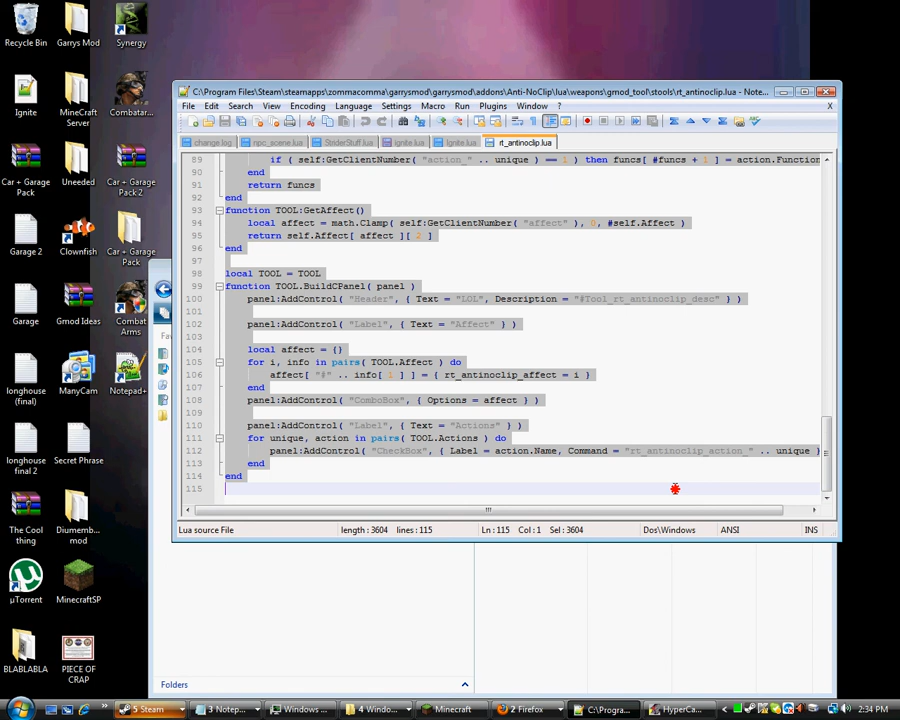 Recycle Bin
Garrys Mod
Synergy
Ignite
MineCraft Server
Combatar...
Car + Garage Pack
Uneeded
Car + Garage Pack 2
Garage 2
Clownfish
Car + Garage Pack
Garage
Gmod Ideas
Combat Arms
longhouse (final)
ManyCam
Notepad+
longhouse final 2
Secret Phrase
The Cool thing
Diumemb... mod
µTorrent
MinecraftSP
BLABLABLA
PIECE OF CRAP
C:\Program Files\Steam\steamapps\zommacomma\garrysmod\garrysmod\addons\Anti-NoClip\lua\weapons\gmod_tool\stools\rt_antinoclip.lua - Note...
File Edit Search View Encoding Language Settings Macro Run Plugins Window ? X
change.log npc_acene.lua StriderStuff.lua ignite.lua Ignite.lua rt_antinoclip.lua
89 if ( self:GetClientNumber( "action_" .. unique ) == 1 ) then funcs[ #funcs + 1 ] = action.Function
90 end
91 return funcs
92 end
93 function TOOL:GetAffect()
94 local affect = math.Clamp( self:GetClientNumber( "affect" ), 0, #self.Affect )
95 return self.Affect[ affect ][ 2 ]
96 end
97
98 local TOOL = TOOL
99 function TOOL.BuildCPanel( panel )
100 panel:AddControl( "Header", { Text = "LOL", Description = "#Tool_rt_antinoclip_desc" } )
101
102 panel:AddControl( "Label", { Text = "Affect" } )
103
104 local affect = {}
105 for i, info in pairs( TOOL.Affect ) do
106 affect[ "#" .. info[ 1 ] ] = { rt_antinoclip_affect = i }
107 end
108 panel:AddControl( "ComboBox", { Options = affect } )
109
110 panel:AddControl( "Label", { Text = "Actions" } )
111 for unique, action in pairs( TOOL.Actions ) do
112 panel:AddControl( "CheckBox", { Label = action.Name, Command = "rt_antinoclip_action_" .. unique }
113 end
114 end
115
Lua source File length : 3604 lines : 115 Ln : 115 Col : 1 Sel : 3604 Dos\Windows ANSI INS
Fav
Folders
5 Steam 3 Notep... Windows ... 4 Windo... Minecraft 2 Firefox C:\Progra... HyperCa... 2:34 PM